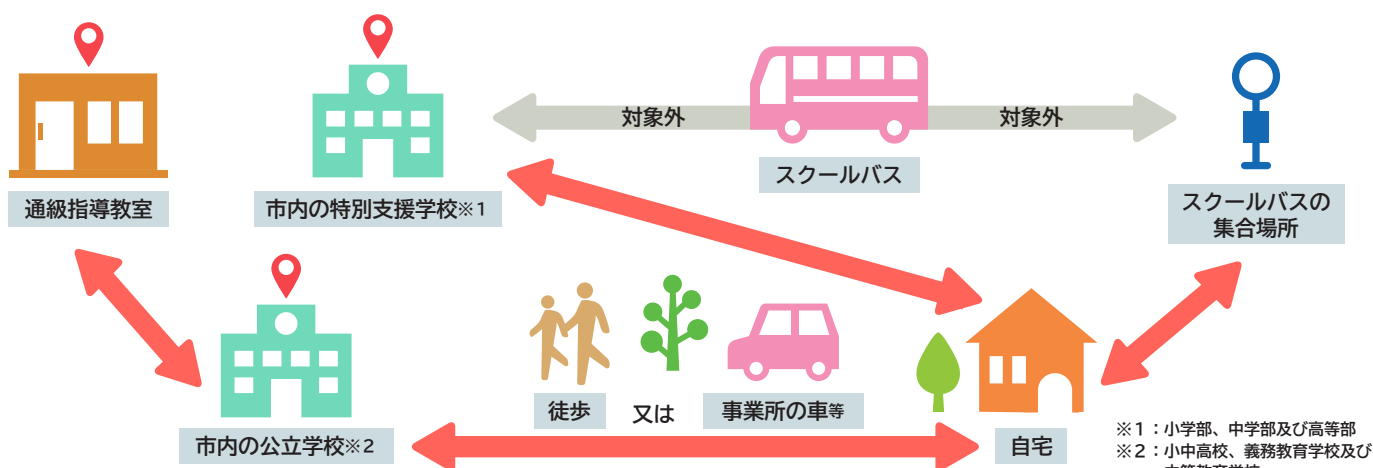 対象外
対象外
スクールバス
通級指導教室
市内の特別支援学校※1
スクールバスの
集合場所
徒歩
又は
事業所の車等
市内の公立学校※2
自宅
※1：小学部、中学部及び高等部
※2：小中高校、義務教育学校及び